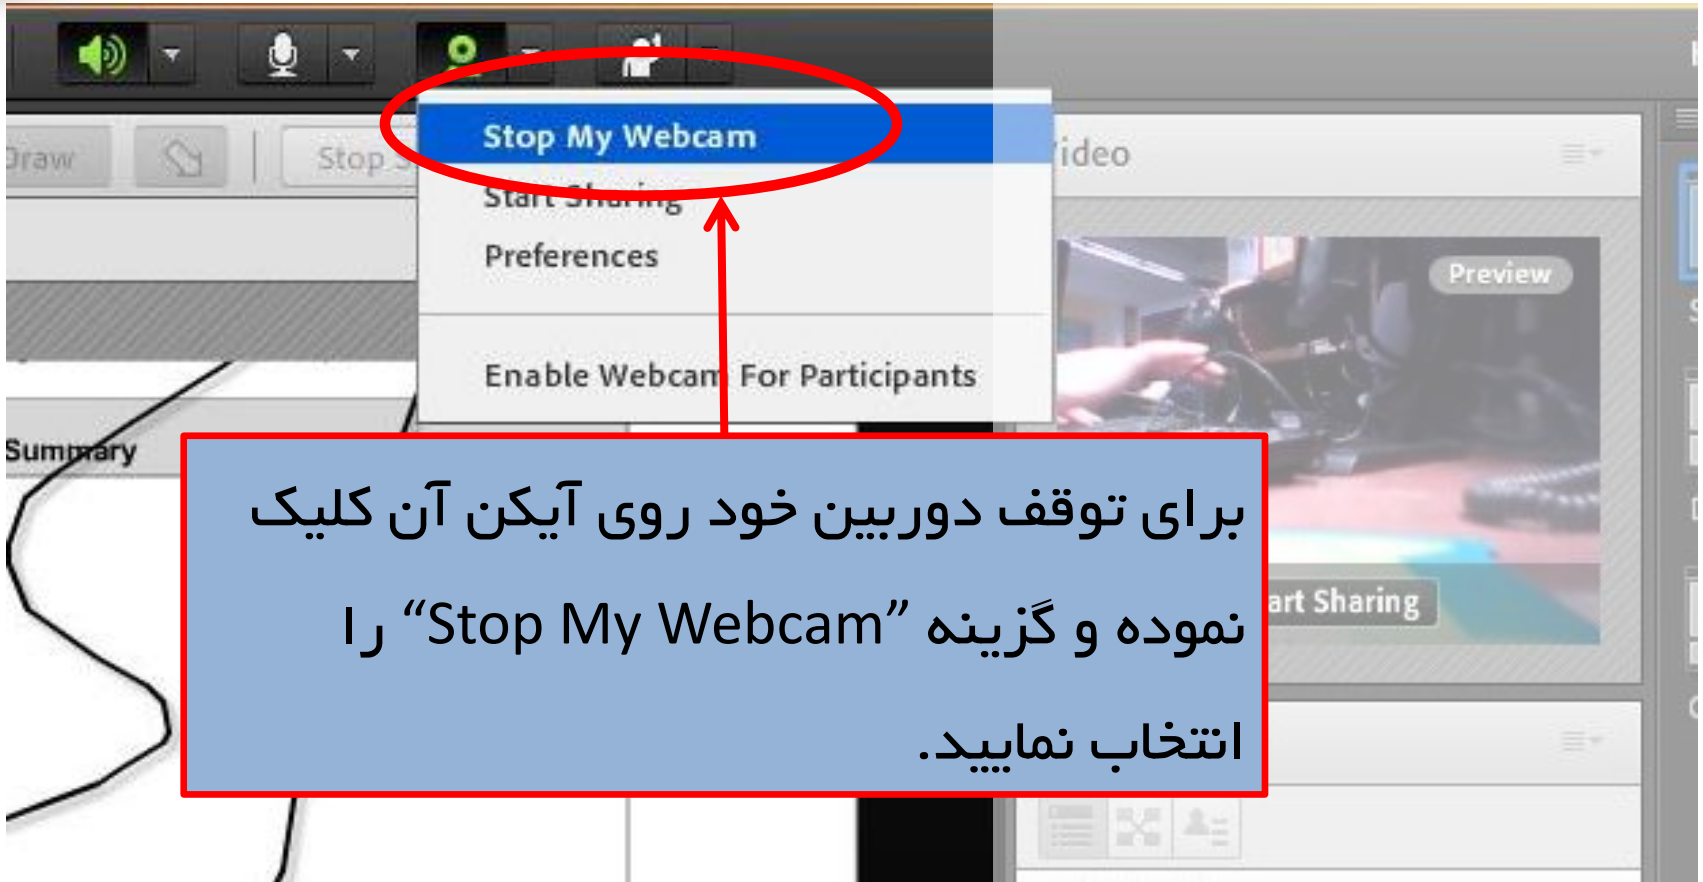 Stop My Webcam
Draw
Stop S
ideo
Start Sharing
Preferences
Preview
Enable Webcam For Participants
Summary
برای توقف دوربین خود روی آیکن آن کلیک
نموده و گزینه “Stop My Webcam” را
انتخاب نمایید.
art Sharing